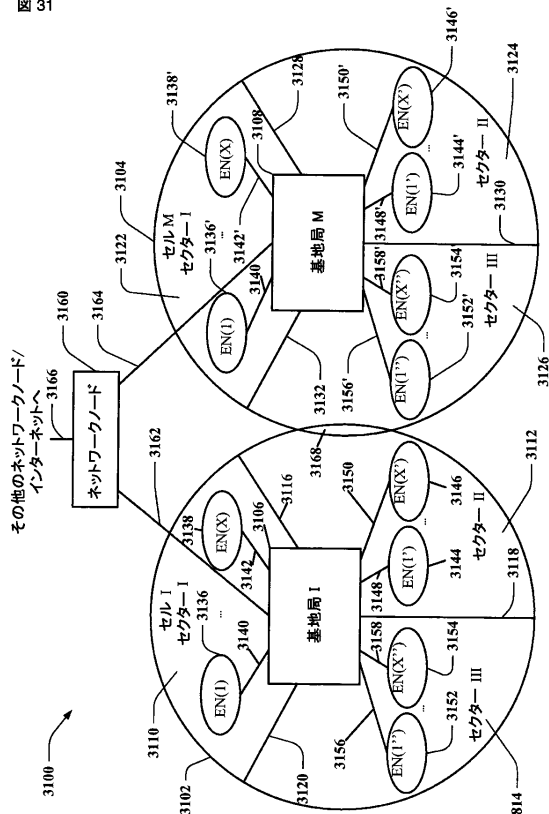 図 31
その他のネットワークノード/
インターネットへ
3166
3160
ネットワークノード
3164
3162
3100
3102
3110
セル I
セクター I
3136
EN(1)
...
3140
3138
EN(X)
3142
3106
3116
3120
基地局 I
3168
3156
3158
3148
3150
EN(1'')
...
EN(X'')
EN(1')
...
EN(X')
3152
3154
3144
3146
セクター III
セクター II
814
3118
3112
3104
3122
セル M
セクター I
3136'
EN(1)
...
3140
3138'
EN(X)
3142'
3108
3128
3132
基地局 M
3156'
3158'
3148'
3150'
EN(1'')
...
EN(X'')
EN(1')
...
EN(X')
3152'
3154'
3144'
3146'
セクター III
セクター II
3126
3130
3124